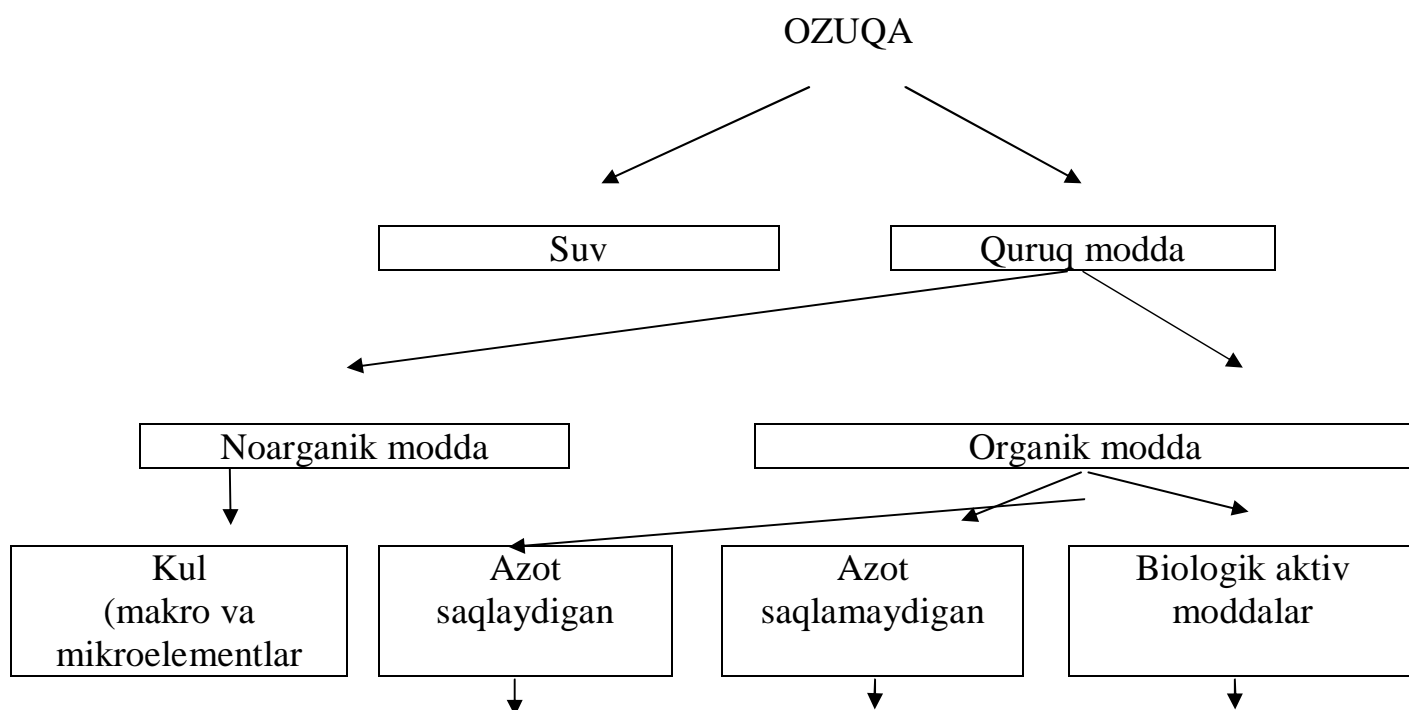 OZUQA
Suv
Quruq modda
Noarganik modda
Organik modda
Kul
(makro va
mikroelementlar
Azot
saqlaydigan
Azot
saqlamaydigan
Biologik aktiv
moddalar